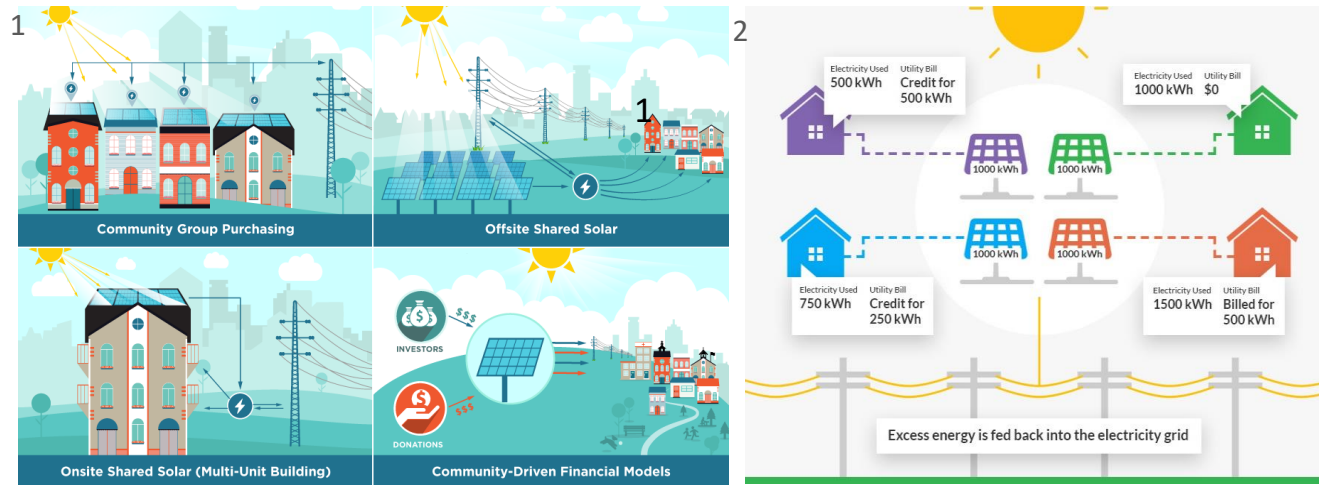 1
Community Group Purchasing
1
Offsite Shared Solar
Onsite Shared Solar (Multi-Unit Building)
$ $ $
INVESTORS
$$$
$
DONATIONS
$$$
Community-Driven Financial Models
2
Electricity Used Utility Bill
500 kWh Credit for
500 kWh
Electricity Used Utility Bill
1000 kWh $0
1000 kWh
1000 kWh
1000 kWh
1000 kWh
Electricity Used Utility Bill
750 kWh Credit for
250 kWh
Electricity Used Utility Bill
1500 kWh Billed for
500 kWh
Excess energy is fed back into the electricity grid